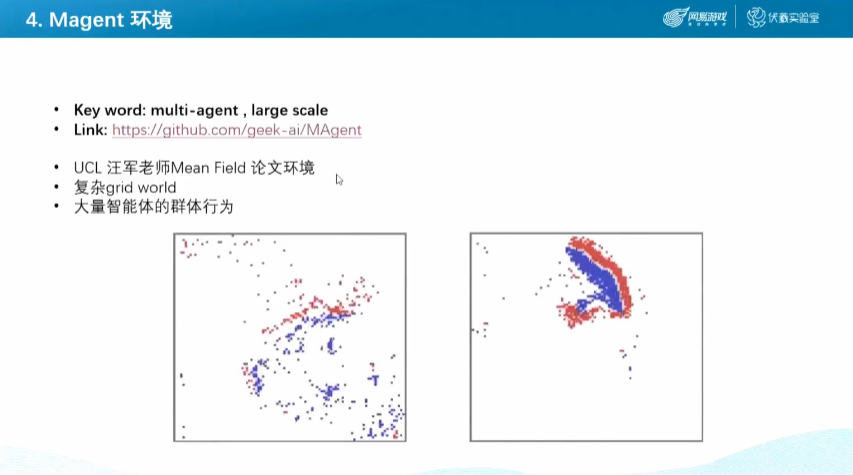 4. Magent 环境
网易游戏
伏羲实验室
• Key word: multi-agent , large scale
• Link: https://github.com/geek-ai/MAgent
• UCL 汪军老师Mean Field 论文环境
• 复杂grid world
• 大量智能体的群体行为